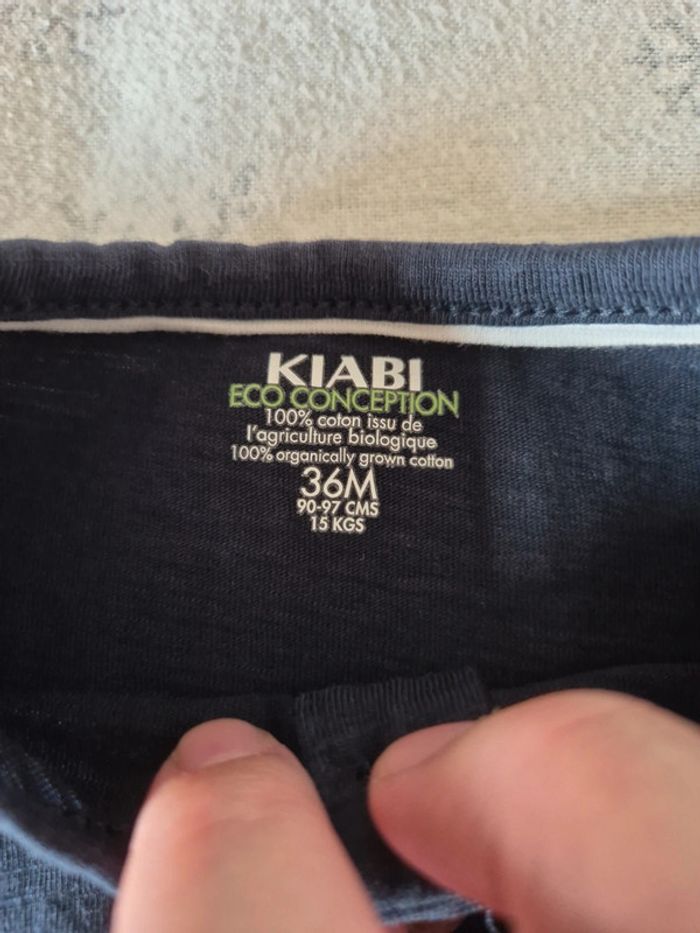 KIABI
ECO CONCEPTION
100% coton issu de
l'agriculture biologique
100% organically grown cotton
36M
90-97 CMS
15 KGS